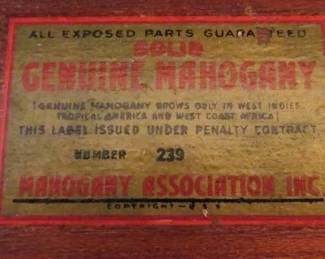 ALL EXPOSED PARTS GUARANTEED
SOLID
GENUINE MAHOGANY
(GENUINE MAHOGANY GROWS ONLY IN WEST INDIES
TROPICAL AMERICA AND WEST COAST AFRICA)
THIS LABEL ISSUED UNDER PENALTY CONTRACT
NUMBER 239
MAHOGANY ASSOCIATION INC.
COPYRIGHT